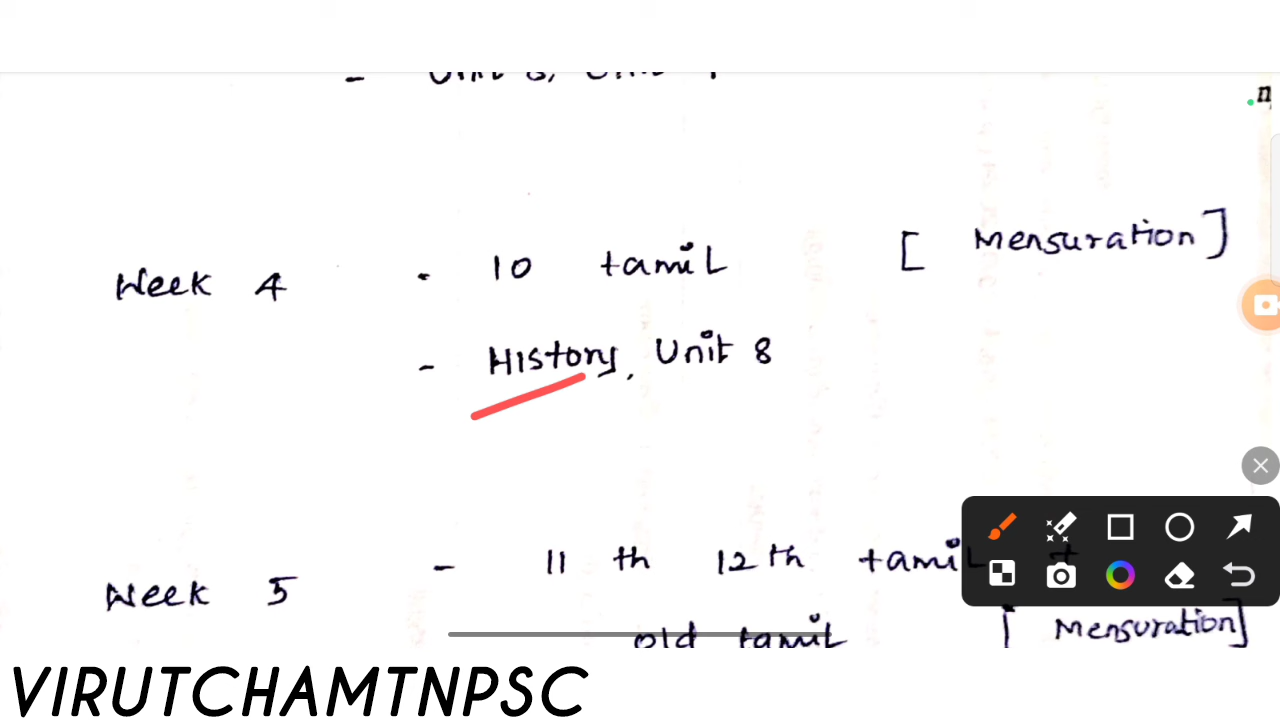 .n
Week 4 - 10 tamil [ Mensuration ]
- History, Unit 8
Week 5 - 11 th 12 th tamil +
old tamil [ Mensuration ]
VIRUTCHAMTNPSC